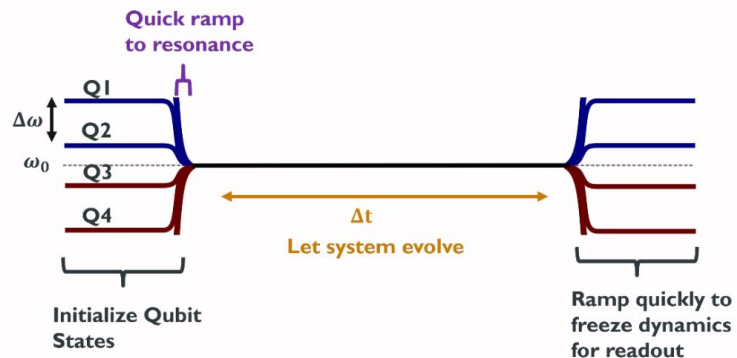 Quick ramp
to resonance
Q1
Δω
Q2
ω₀
Q3
Q4
Δt
Let system evolve
Initialize Qubit
States
Ramp quickly to
freeze dynamics
for readout